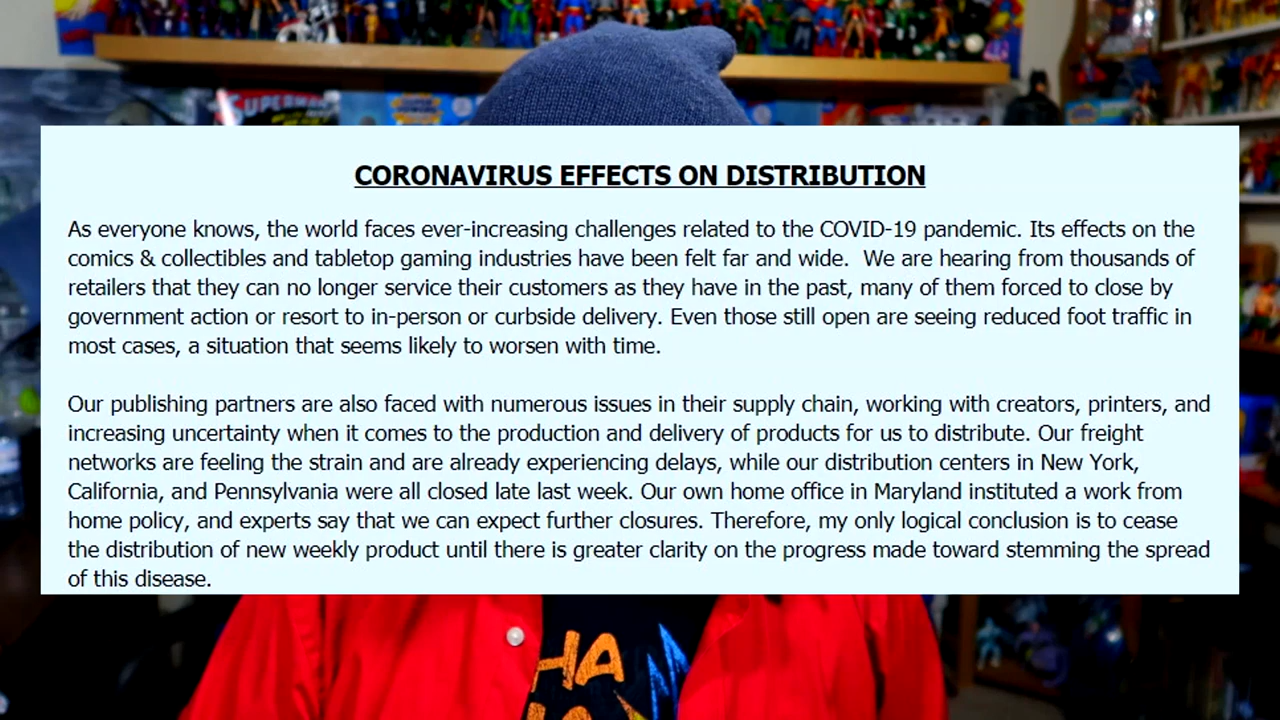 SUPERMAN
CORONAVIRUS EFFECTS ON DISTRIBUTION
As everyone knows, the world faces ever-increasing challenges related to the COVID-19 pandemic. Its effects on the
comics & collectibles and tabletop gaming industries have been felt far and wide.  We are hearing from thousands of
retailers that they can no longer service their customers as they have in the past, many of them forced to close by
government action or resort to in-person or curbside delivery. Even those still open are seeing reduced foot traffic in
most cases, a situation that seems likely to worsen with time.
Our publishing partners are also faced with numerous issues in their supply chain, working with creators, printers, and
increasing uncertainty when it comes to the production and delivery of products for us to distribute. Our freight
networks are feeling the strain and are already experiencing delays, while our distribution centers in New York,
California, and Pennsylvania were all closed late last week. Our own home office in Maryland instituted a work from
home policy, and experts say that we can expect further closures. Therefore, my only logical conclusion is to cease
the distribution of new weekly product until there is greater clarity on the progress made toward stemming the spread
of this disease.
HA